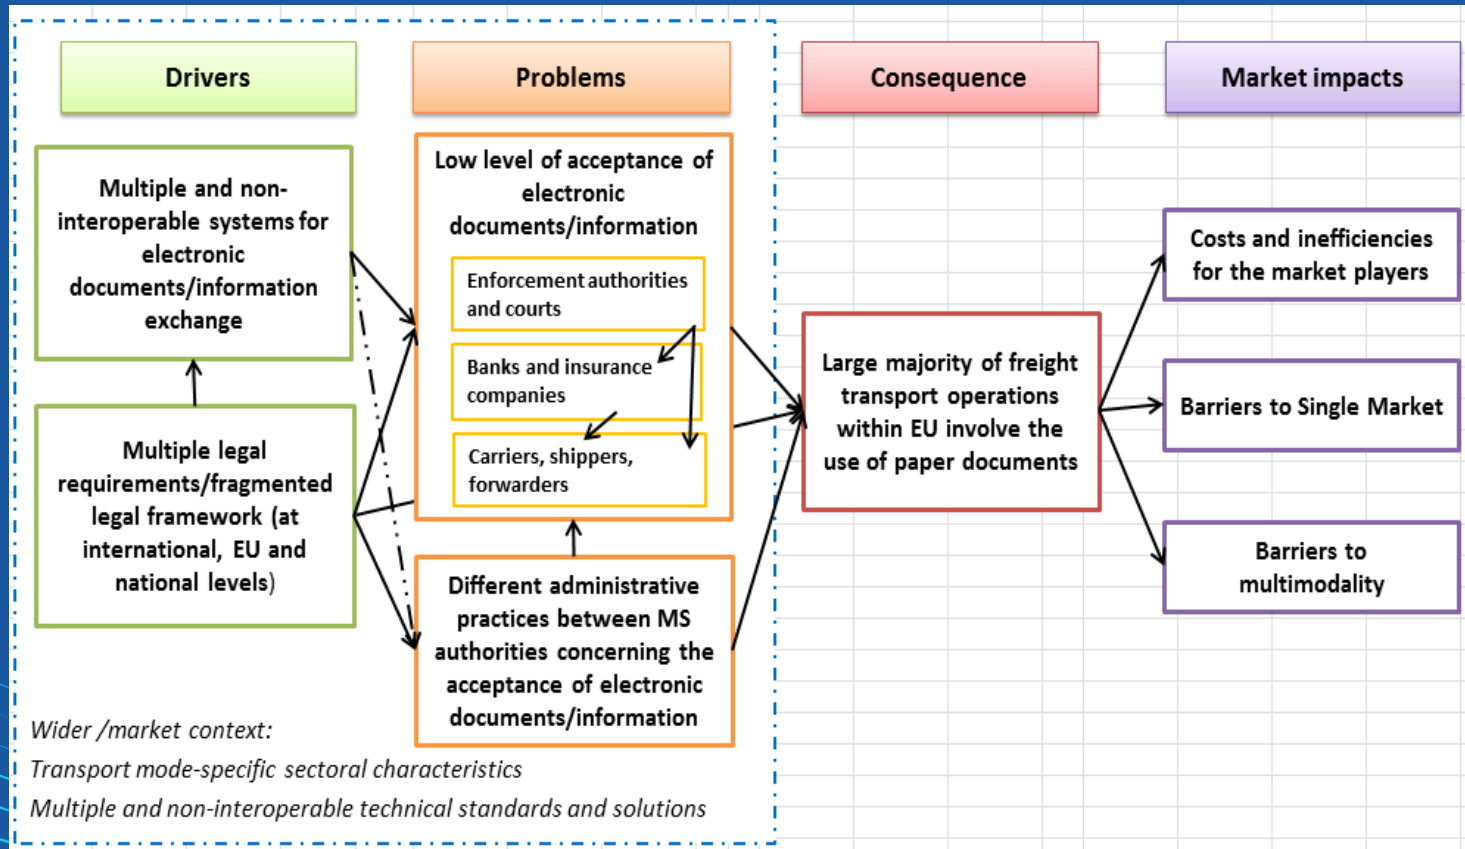 Drivers
Problems
Consequence
Market impacts
Multiple and non-
interoperable systems for
electronic
documents/information
exchange
Multiple legal
requirements/fragmented
legal framework (at
international, EU and
national levels)
Low level of acceptance of
electronic
documents/information
Enforcement authorities
and courts
Banks and insurance
companies
Carriers, shippers,
forwarders
Different administrative
practices between MS
authorities concerning the
acceptance of electronic
documents/information
Large majority of freight
transport operations
within EU involve the
use of paper documents
Costs and inefficiencies
for the market players
Barriers to Single Market
Barriers to
multimodality
Wider /market context:
Transport mode-specific sectoral characteristics
Multiple and non-interoperable technical standards and solutions